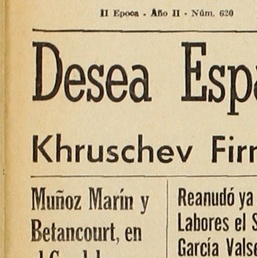 II Epoca - Año II - Núm. 620
Desea Espa
Khruschev Firm
Muñoz Marín y
Betancourt, en
Reanudó ya
Labores el S
García Valse